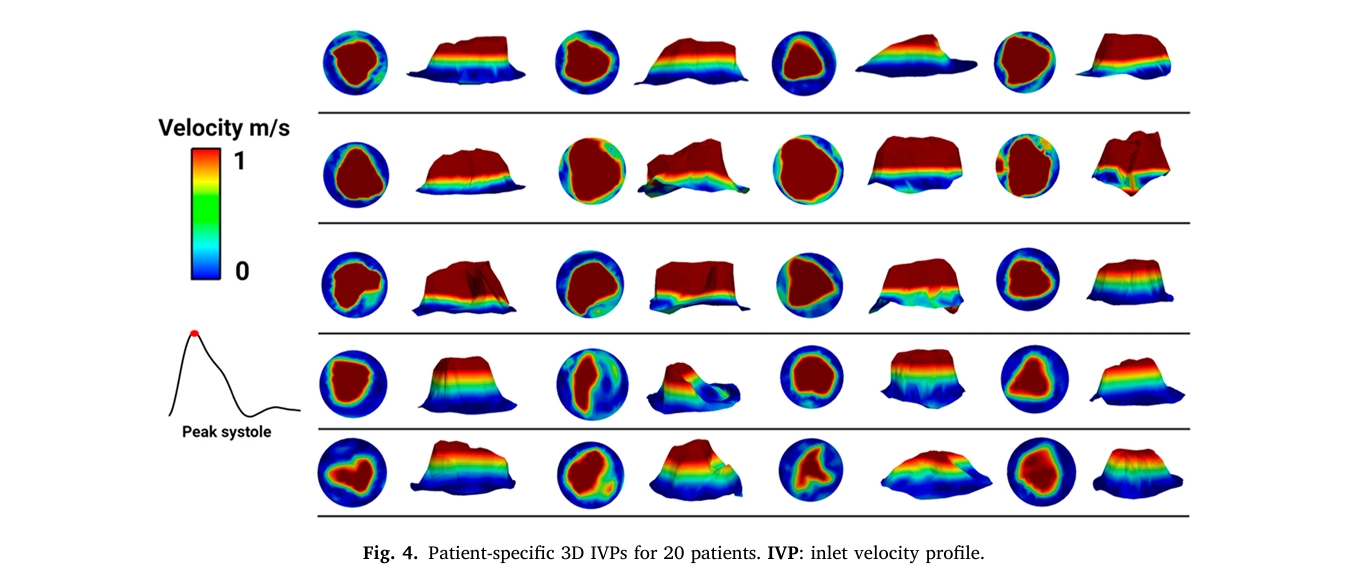 Velocity m/s
1
0
Peak systole
Fig. 4. Patient-specific 3D IVPs for 20 patients. IVP: inlet velocity profile.